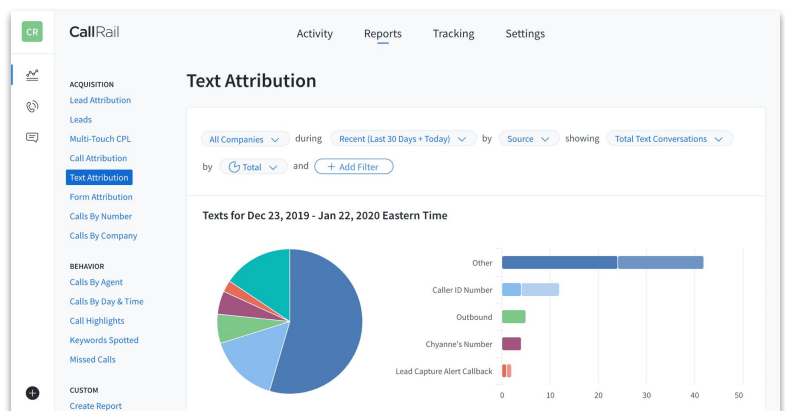 CR
CallRail
Activity
Reports
Tracking
Settings
ACQUISITION
Lead Attribution
Leads
Multi-Touch CPL
Call Attribution
Text Attribution
Form Attribution
Calls By Number
Calls By Company
BEHAVIOR
Calls By Agent
Calls By Day & Time
Call Highlights
Keywords Spotted
Missed Calls
CUSTOM
Create Report
Text Attribution
All Companies during Recent (Last 30 Days + Today) by Source showing Total Text Conversations
by Total and + Add Filter
Texts for Dec 23, 2019 - Jan 22, 2020 Eastern Time
Other
Caller ID Number
Outbound
Chyanne's Number
Lead Capture Alert Callback
0 10 20 30 40 50